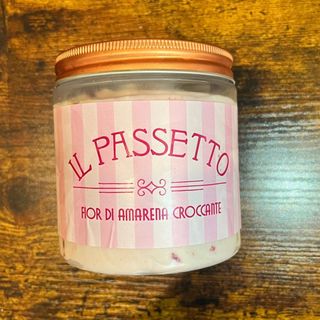 IL PASSETTO
FIOR DI AMARENA CROCCANTE